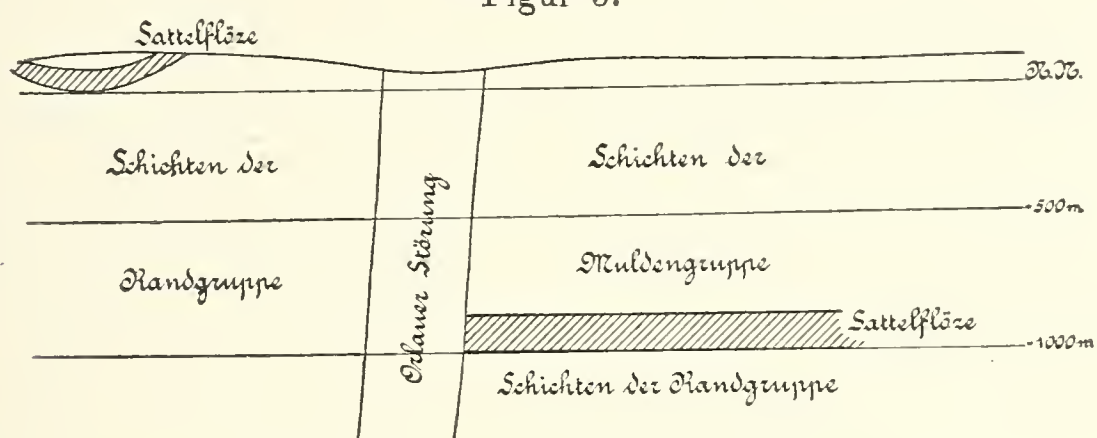 Sattelflöze
N.N.
Schichten der
Schichten der
-500m
Orlauer Störung
Randgruppe
Muldengruppe
Sattelflöze
-1000m
Schichten der Randgruppe